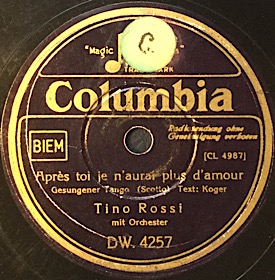 "Magic
C.
TRADE MARK
Columbia
Radiosendung ohne
Genehmigung verboten
BIEM
[CL 4987]
Après toi je n'aurai plus d'amour
Gesungener Tango (Scotto) Text: Koger
Tino Rossi
mit Orchester
DW. 4257